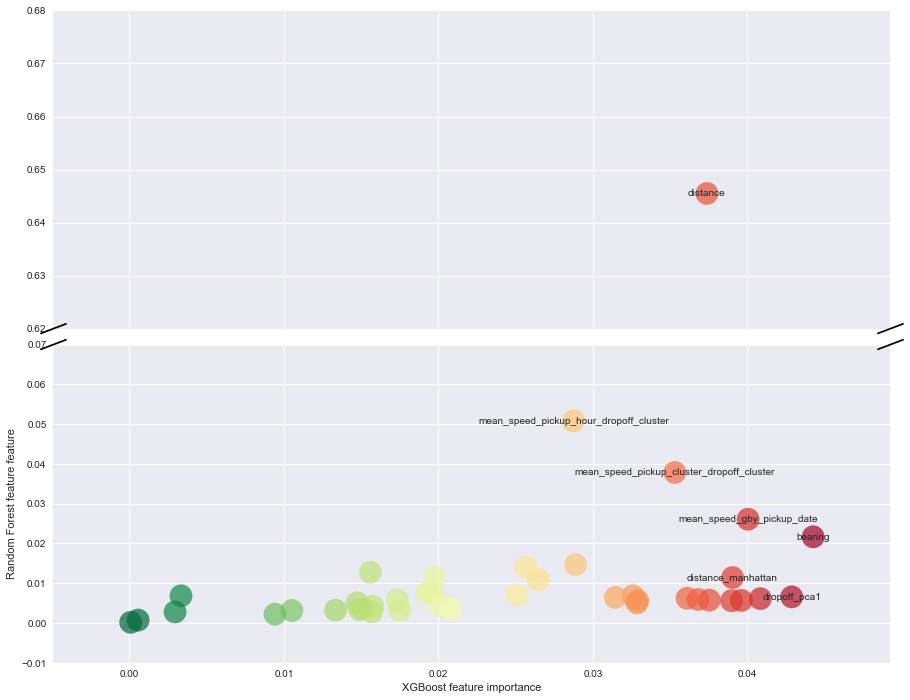 0.68
0.67
0.66
0.65
distance
0.64
0.63
0.62
0.07
0.06
0.05
mean_speed_pickup_hour_dropoff_cluster
0.04
mean_speed_pickup_cluster_dropoff_cluster
0.03
mean_speed_gby_pickup_date
0.02
bearing
0.01
distance_manhattan
dropoff_pca1
0.00
−0.01
Random Forest feature feature
0.00 0.01 0.02 0.03 0.04
XGBoost feature importance